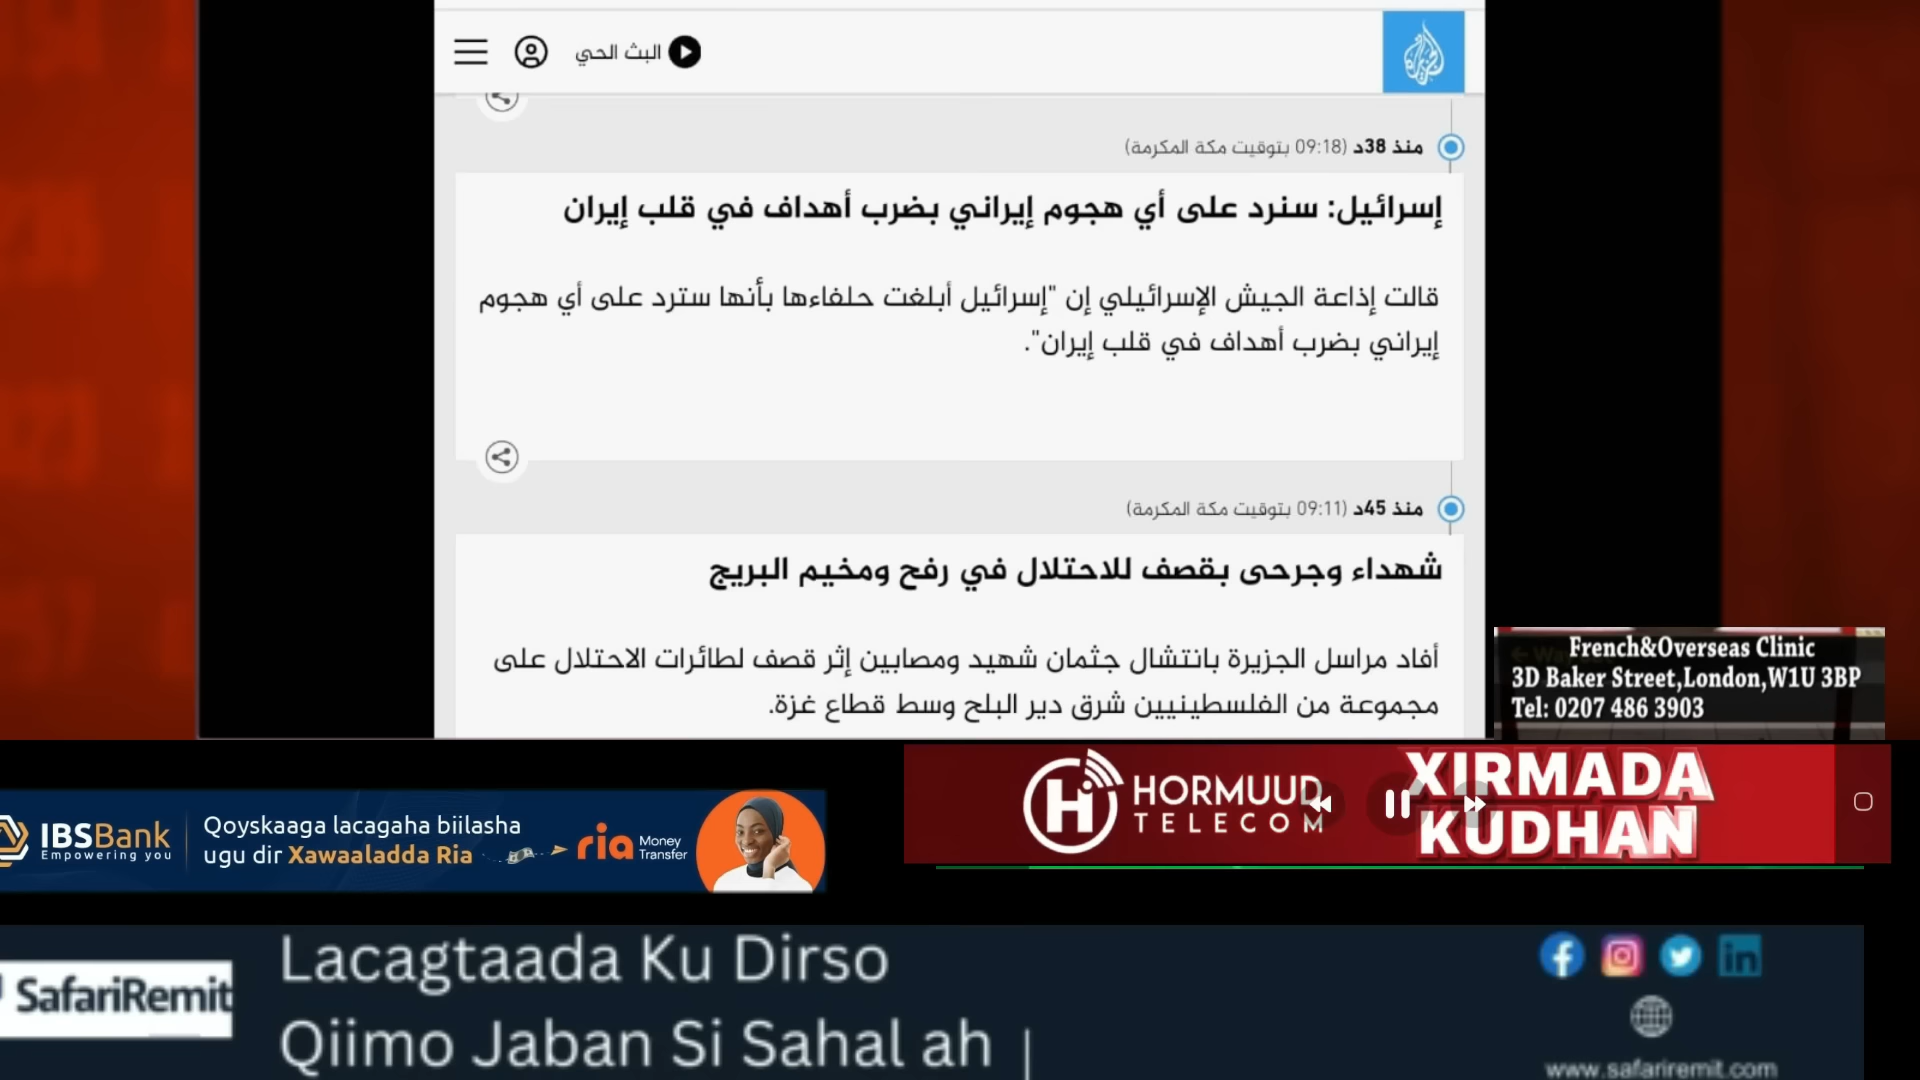 البث الحي
منذ 38د (09:18 بتوقيت مكة المكرمة)
إسرائيل: سنرد على أي هجوم إيراني بضرب أهداف في قلب إيران
قالت إذاعة الجيش الإسرائيلي إن "إسرائيل أبلغت حلفاءها بأنها سترد على أي هجوم
إيراني بضرب أهداف في قلب إيران".
منذ 45د (09:11 بتوقيت مكة المكرمة)
شهداء وجرحى بقصف للاحتلال في رفح ومخيم البريج
أفاد مراسل الجزيرة بانتشال جثمان شهيد ومصابين إثر قصف لطائرات الاحتلال على
مجموعة من الفلسطينيين شرق دير البلح وسط قطاع غزة.
French&Overseas Clinic
3D Baker Street,London,W1U 3BP
Tel: 0207 486 3903
HORMUUD
TELECOM
XIRMADA
KUDHAN
IBSBank
Empowering you
Qoyskaaga lacagaha biilasha
ugu dir Xawaaladda Ria
ria Money
Transfer
SafariRemit
Lacagtaada Ku Dirso
Qiimo Jaban Si Sahal ah
www.safariremit.com